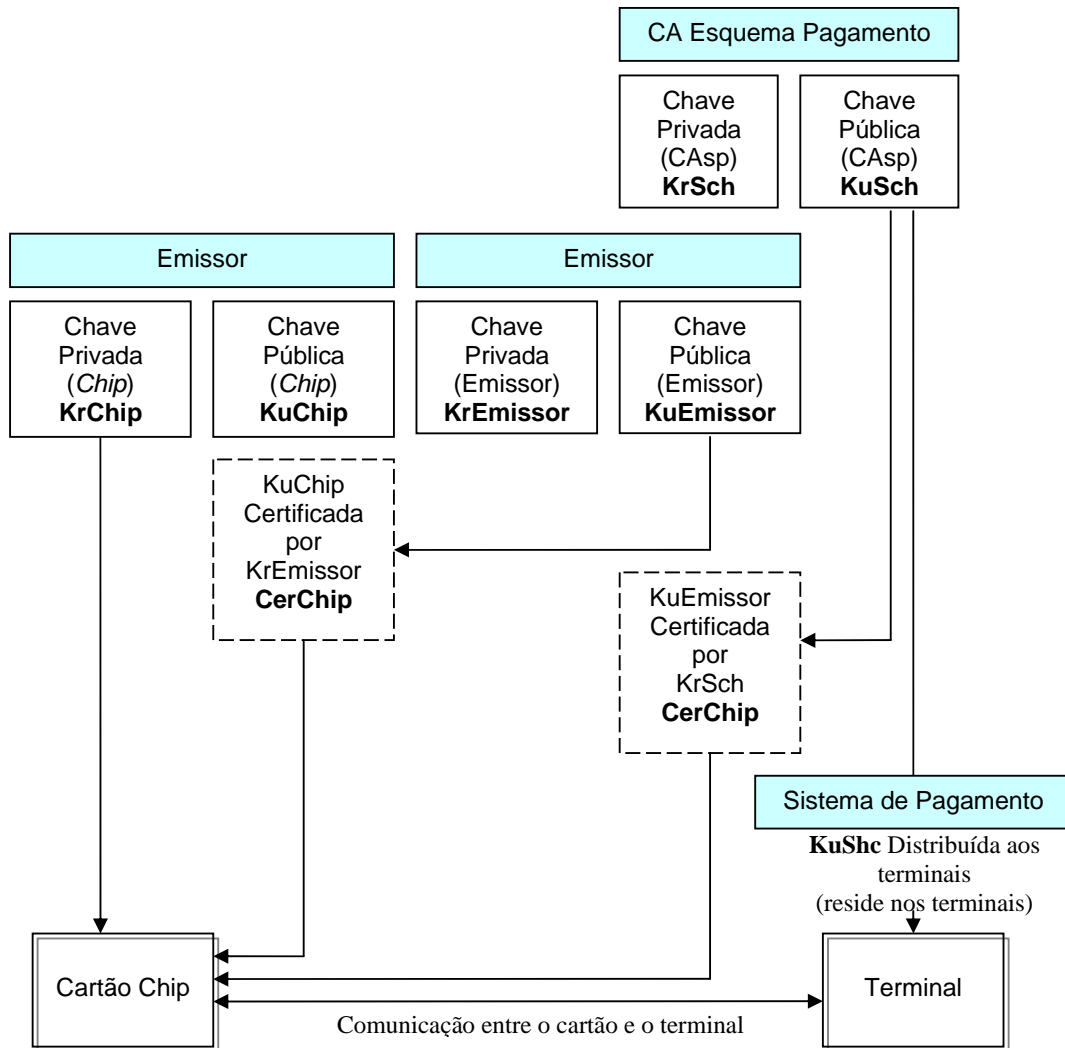 CA Esquema Pagamento
Chave
Privada
(CAsp)
KrSch
Chave
Pública
(CAsp)
KuSch
Emissor
Emissor
Chave
Privada
(Chip)
KrChip
Chave
Pública
(Chip)
KuChip
Chave
Privada
(Emissor)
KrEmissor
Chave
Pública
(Emissor)
KuEmissor
KuChip
Certificada
por
KrEmissor
CerChip
KuEmissor
Certificada
por
KrSch
CerChip
Sistema de Pagamento
KuShc Distribuída aos
terminais
(reside nos terminais)
Cartão Chip
Terminal
Comunicação entre o cartão e o terminal